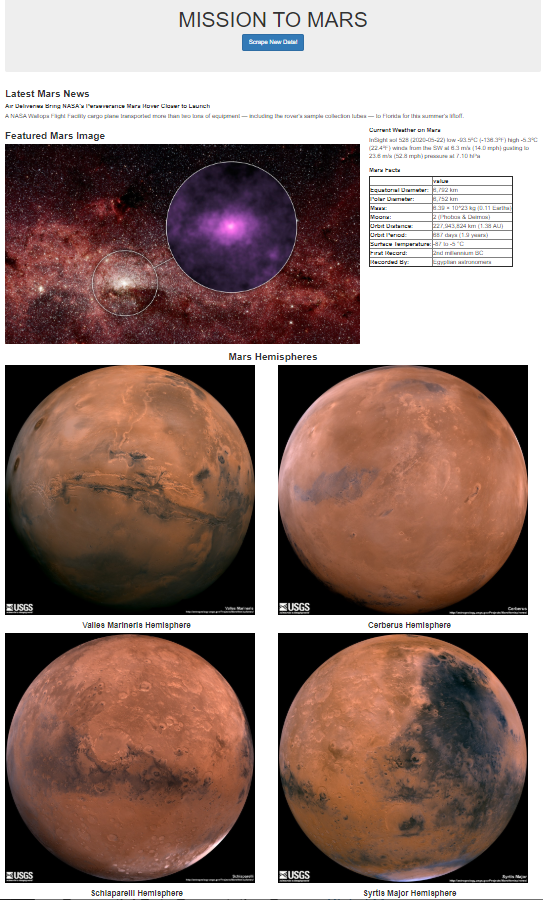 MISSION TO MARS
Scrape New Data!
Latest Mars News
Air Deliveries Bring NASA's Perseverance Mars Rover Closer to Launch
A NASA Wallops Flight Facility cargo plane transported more than two tons of equipment — including the rover's sample collection tubes — to Florida for this summer's liftoff.
Featured Mars Image
Current Weather on Mars
InSight sol 528 (2020-05-22) low -93.5ºC (-136.3ºF) high -5.3ºC
(22.4ºF) winds from the SW at 6.3 m/s (14.0 mph) gusting to
23.6 m/s (52.8 mph) pressure at 7.10 hPa
Mars Facts
value
Equatorial Diameter: 6,792 km
Polar Diameter: 6,752 km
Mass: 6.39 × 10^23 kg (0.11 Earths)
Moons: 2 (Phobos & Deimos)
Orbit Distance: 227,943,824 km (1.38 AU)
Orbit Period: 687 days (1.9 years)
Surface Temperature: -87 to -5 °C
First Record: 2nd millennium BC
Recorded By: Egyptian astronomers
Mars Hemispheres
USGS
Valles Marineris
USGS
Cerberus
Valles Marineris Hemisphere
Cerberus Hemisphere
USGS
Schiaparelli
USGS
Syrtis Major
Schiaparelli Hemisphere
Syrtis Major Hemisphere